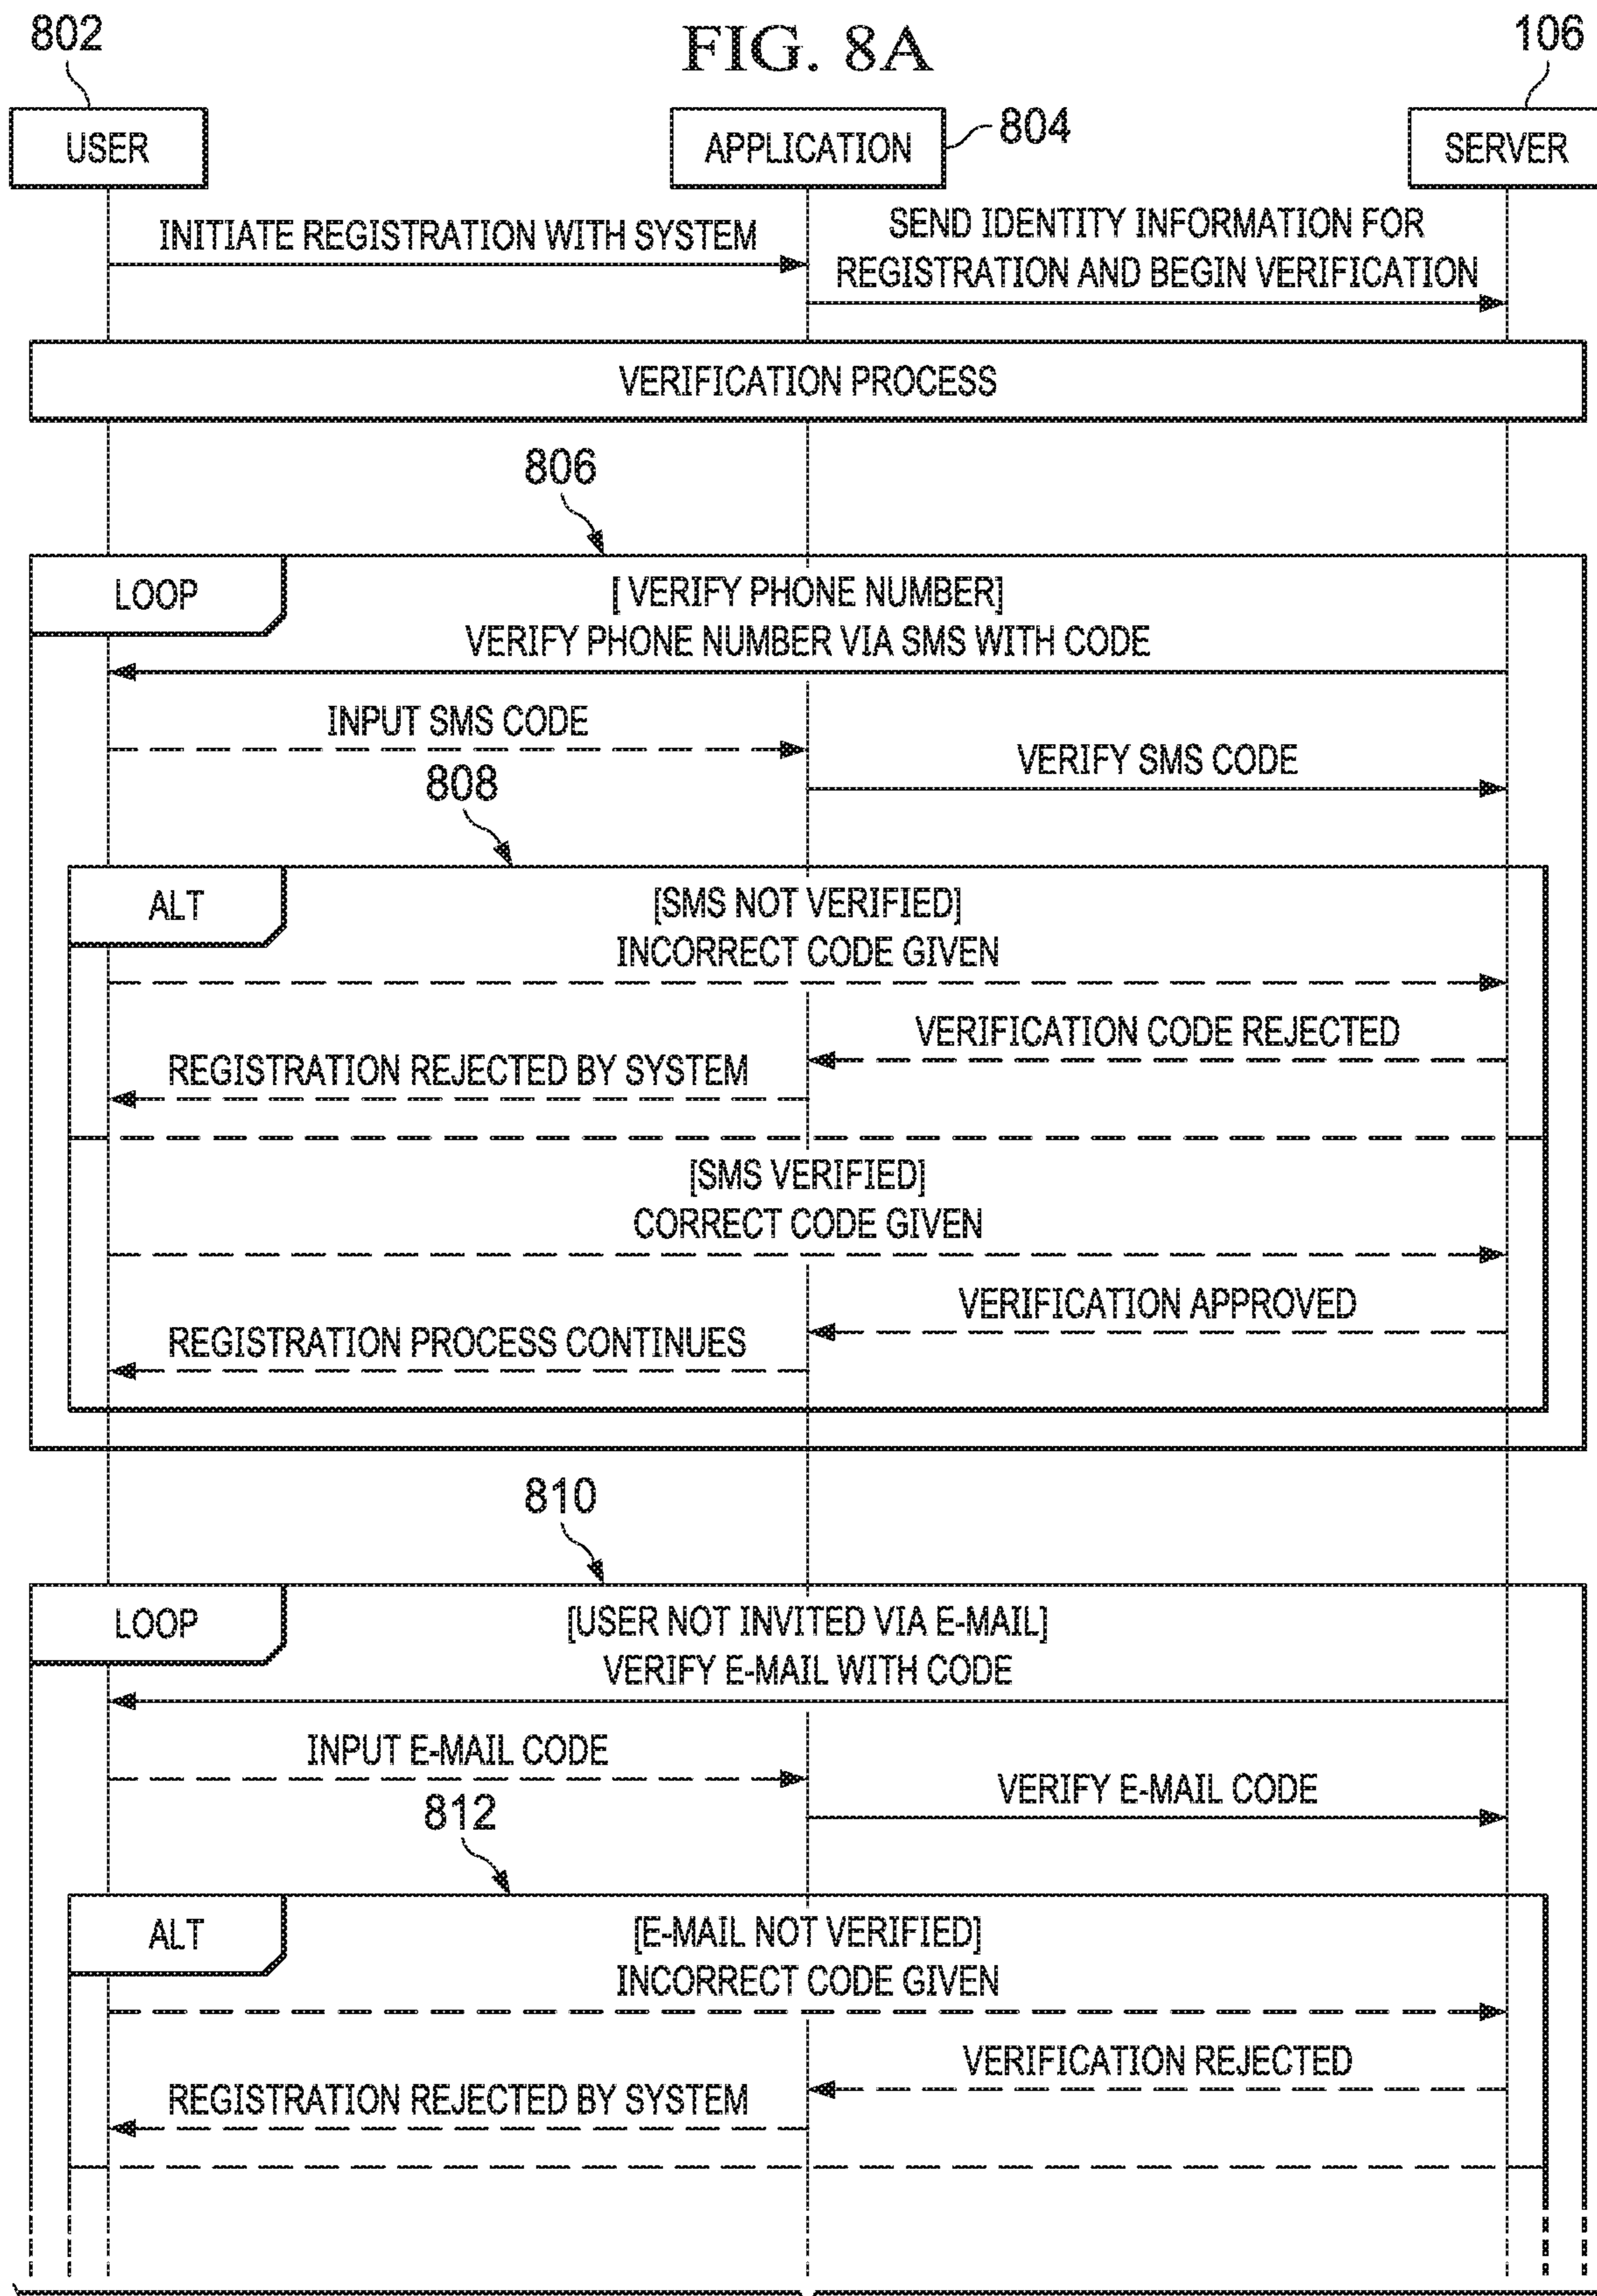 FIG. 8A
802
106
USER
APPLICATION
804
SERVER
INITIATE REGISTRATION WITH SYSTEM
SEND IDENTITY INFORMATION FOR
REGISTRATION AND BEGIN VERIFICATION
VERIFICATION PROCESS
806
LOOP
[ VERIFY PHONE NUMBER]
VERIFY PHONE NUMBER VIA SMS WITH CODE
INPUT SMS CODE
VERIFY SMS CODE
808
ALT
[SMS NOT VERIFIED]
INCORRECT CODE GIVEN
VERIFICATION CODE REJECTED
REGISTRATION REJECTED BY SYSTEM
[SMS VERIFIED]
CORRECT CODE GIVEN
VERIFICATION APPROVED
REGISTRATION PROCESS CONTINUES
810
LOOP
[USER NOT INVITED VIA E-MAIL]
VERIFY E-MAIL WITH CODE
INPUT E-MAIL CODE
VERIFY E-MAIL CODE
812
ALT
[E-MAIL NOT VERIFIED]
INCORRECT CODE GIVEN
VERIFICATION REJECTED
REGISTRATION REJECTED BY SYSTEM